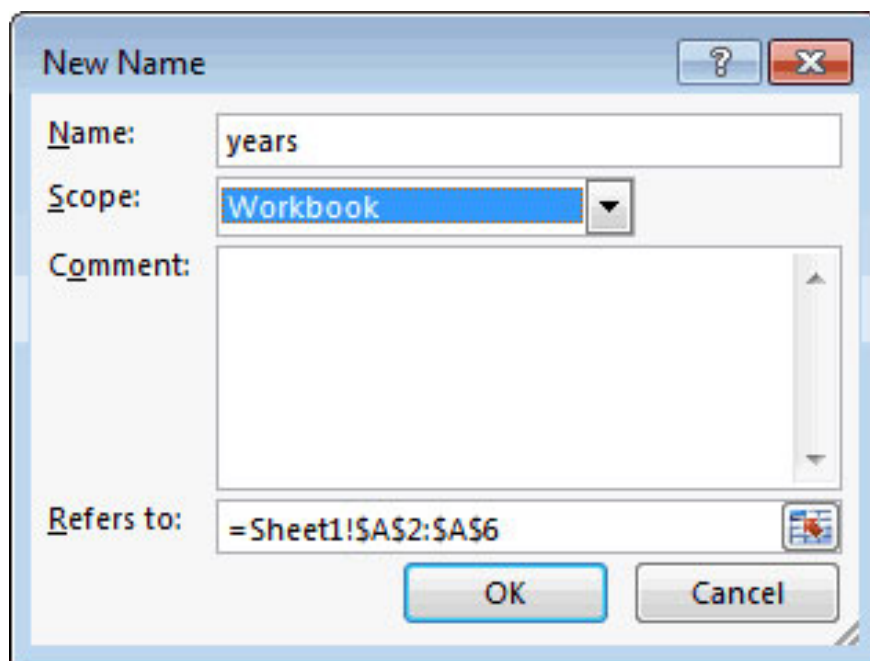 New Name
Name: years
Scope: Workbook
Comment:
Refers to: =Sheet1!$A$2:$A$6
OK Cancel